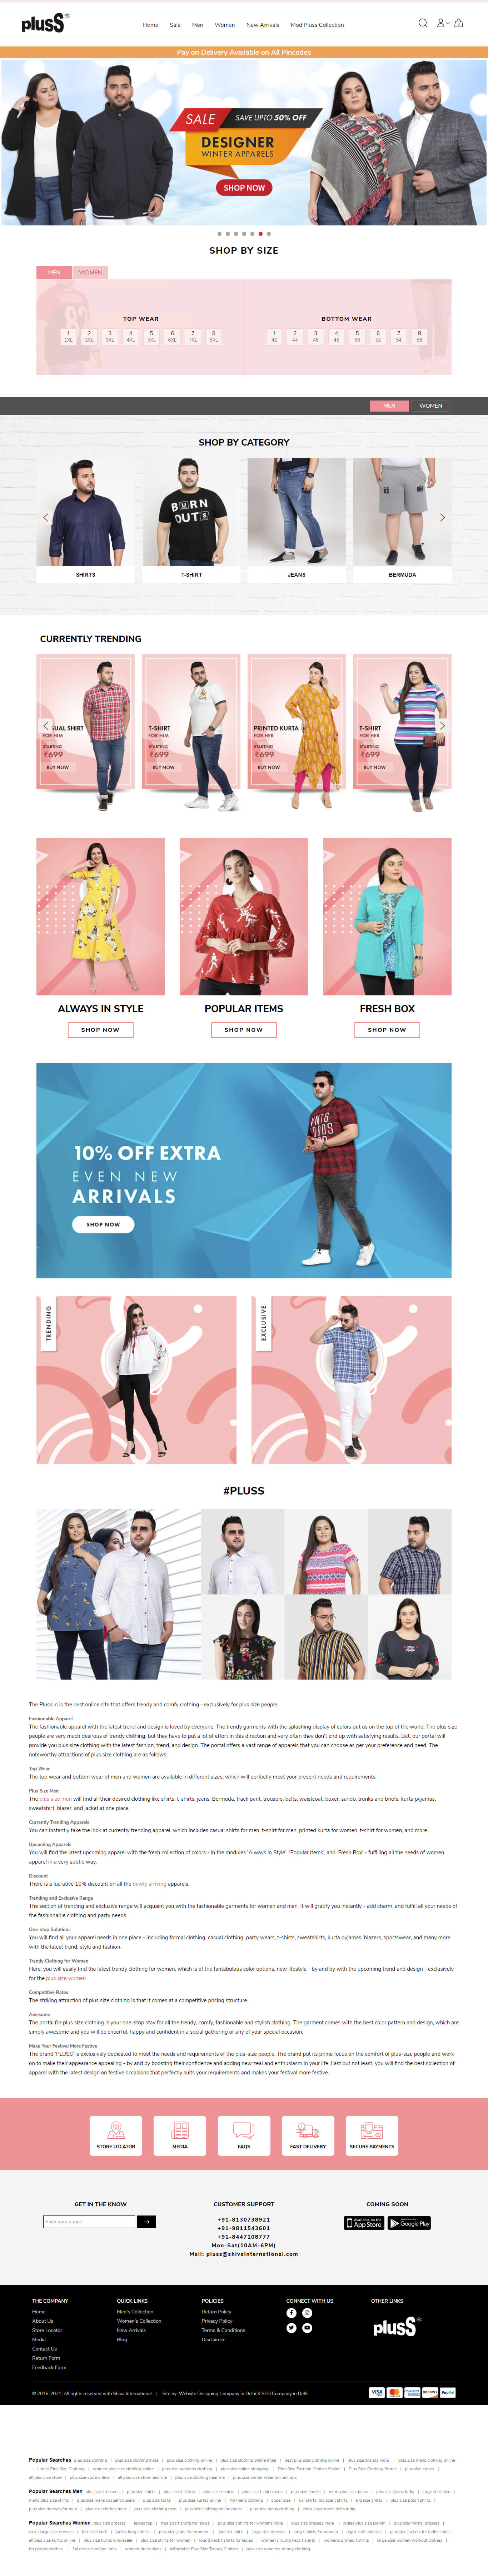 plusS
Home Sale Men Women New Arrivals Mod Pluss Collection
Pay on Delivery Available on All Pincodes
SALE SAVE UPTO 50% OFF
DESIGNER
WINTER APPARELS
SHOP NOW
SHOP BY SIZE
MEN WOMEN
TOP WEAR
1 2 3 4 5 6 7 8
1XL 2XL 3XL 4XL 5XL 6XL 7XL 8XL
BOTTOM WEAR
1 2 3 4 5 6 7 8
42 44 46 48 50 52 54 56
MEN WOMEN
SHOP BY CATEGORY
BURN
OUTS
SHIRTS T-SHIRT JEANS BERMUDA
CURRENTLY TRENDING
UAL SHIRT T-SHIRT PRINTED KURTA T-SHIRT
FOR HIM FOR HIM FOR HER FOR HER
STARTING STARTING STARTING STARTING
₹699 ₹699 ₹699 ₹699
BUY NOW BUY NOW BUY NOW BUY NOW
ALWAYS IN STYLE POPULAR ITEMS FRESH BOX
SHOP NOW SHOP NOW SHOP NOW
10% OFF EXTRA
EVEN NEW
ARRIVALS
SHOP NOW
TRENDING
EXCLUSIVE
#PLUSS
The Pluss.in is the best online site that offers trendy and comfy clothing - exclusively for plus size people.
Fashionable Apparel
The fashionable apparel with the latest trend and design is loved by everyone. The trendy garments with the splashing display of colors put us on the top of the world. The plus size
people are very much desirous of trendy clothing, but they have to put a lot of effort in this direction and very often they don't end up with satisfying results. But, our portal will
provide you plus size clothing with the latest fashion, trend, and design. The portal offers a vast range of apparels that you can choose as per your preference and need. The
noteworthy attractions of plus size clothing are as follows:
Top Wear
The top wear and bottom wear of men and women are available in different sizes, which will perfectly meet your present needs and requirements.
Plus Size Men
The plus size men will find all their desired clothing like shirts, t-shirts, jeans, Bermuda, track pant, trousers, belts, waistcoat, boxer, sando, trunks and briefs, kurta pyjamas,
sweatshirt, blazer, and jacket at one place.
Currently Trending Apparels
You can instantly take the look at currently trending apparel, which includes casual shirts for men, t-shirt for men, printed kurta for women, t-shirt for women, and more.
Upcoming Apparels
You will find the latest upcoming apparel with the fresh collection of colors - in the modules 'Always in Style', 'Popular Items', and 'Fresh Box' - fulfilling all the needs of women
apparel in a very subtle way.
Discount
There is a lucrative 10% discount on all the newly arriving apparels.
Trending and Exclusive Range
The section of trending and exclusive range will acquaint you with the fashionable garments for women and men. It will gratify you instantly - add charm, and fulfill all your needs of
the fashionable clothing and party needs.
One-stop Solutions
You will find all your apparel needs in one place - including formal clothing, casual clothing, party wears, t-shirts, sweatshirts, kurta pyjamas, blazers, sportswear, and many more
with the latest trend, style and fashion.
Trendy Clothing for Women
Here, you will easily find the latest trendy clothing for women, which is of the fantabulous color options, new lifestyle - by and by with the upcoming trend and design - exclusively
for the plus size women.
Competitive Rates
The striking attraction of plus size clothing is that it comes at a competitive pricing structure.
Awesome
The portal for plus size clothing is your one-stop stay for all the trendy, comfy, fashionable and stylish clothing. The garment comes with the best color pattern and design, which are
simply awesome and you will be cheerful, happy and confident in a social gathering or any of your special occasion.
Make Your Festival More Festive
The brand 'PLUSS' is exclusively dedicated to meet the needs and requirements of the plus-size people. The brand put its prime focus on the comfort of plus-size people and work
on to make their appearance appealing - by and by boosting their confidence and adding new zeal and enthusiasm in your life. Last but not least, you will find the best collection of
apparel with the latest design on festive occasions that perfectly suits your requirements and makes your festival more festive.
STORE LOCATOR MEDIA FAQS FAST DELIVERY SECURE PAYMENTS
GET IN THE KNOW
Enter your e-mail
CUSTOMER SUPPORT
+91-8130738921
+91-9811543601
+91-8447108777
Mon-Sat(10AM-6PM)
Mail: pluss@shivainternational.com
COMING SOON
Available on the App Store
Google Play
THE COMPANY
Home
About Us
Store Locator
Media
Contact Us
Return Form
Feedback Form
QUICK LINKS
Men's Collection
Women's Collection
New Arrivals
Blog
POLICIES
Return Policy
Privacy Policy
Terms & Conditions
Disclaimer
CONNECT WITH US
OTHER LINKS
plusS
© 2016-2021, All rights reserved with Shiva International. | Site by: Website Designing Company in Delhi & SEO Company in Delhi
VISA DISCOVER PayPal
Popular Searches
Popular Searches Men
Popular Searches Women